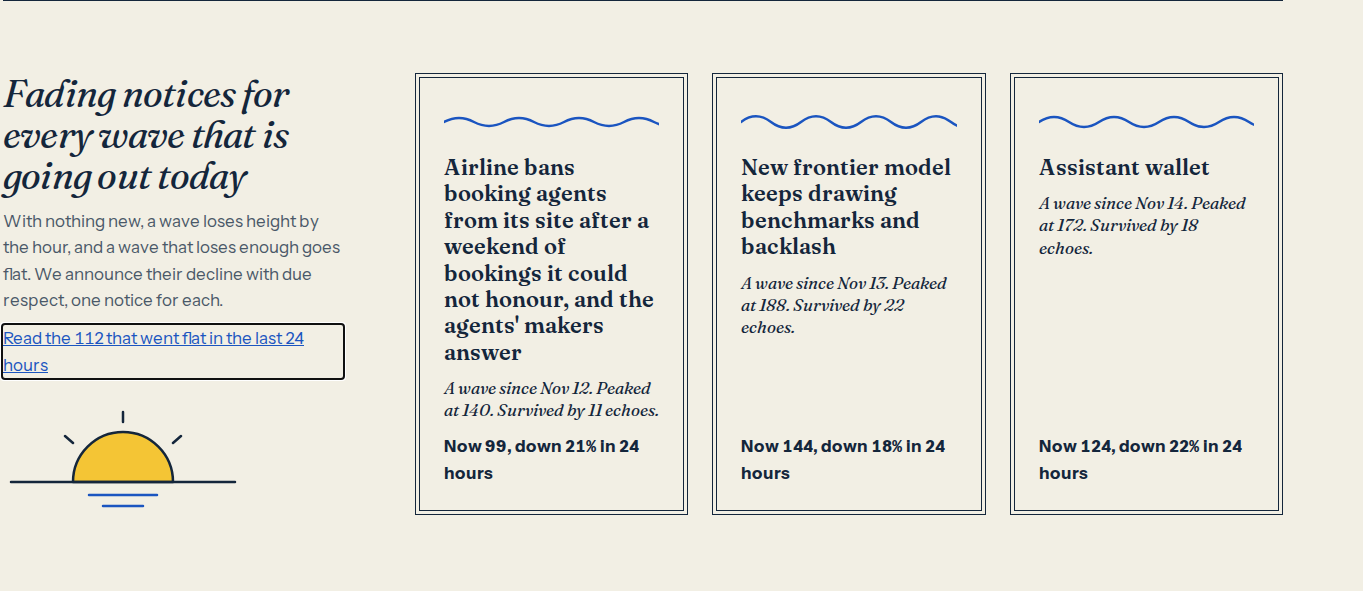 Fading notices for
every wave that is
going out today
With nothing new, a wave loses height by
the hour, and a wave that loses enough goes
flat. We announce their decline with due
respect, one notice for each.
Read the 112 that went flat in the last 24
hours
Airline bans
booking agents
from its site after a
weekend of
bookings it could
not honour, and the
agents' makers
answer
A wave since Nov 12. Peaked
at 140. Survived by 11 echoes.
Now 99, down 21% in 24
hours
New frontier model
keeps drawing
benchmarks and
backlash
A wave since Nov 13. Peaked
at 188. Survived by 22
echoes.
Now 144, down 18% in 24
hours
Assistant wallet
A wave since Nov 14. Peaked
at 172. Survived by 18
echoes.
Now 124, down 22% in 24
hours